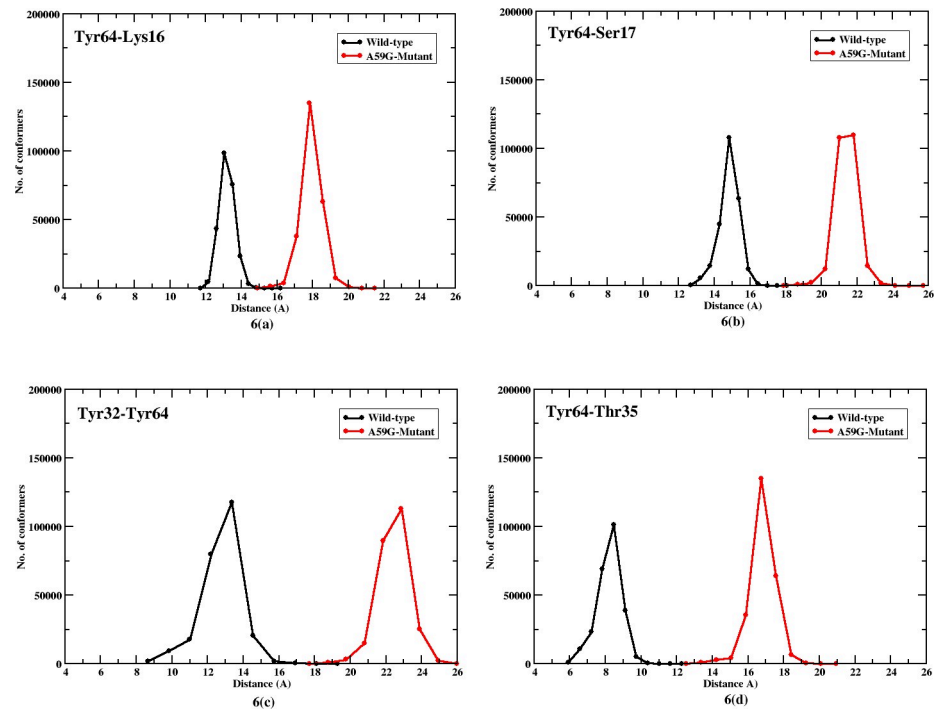 Tyr64-Lys16
Wild-type
A59G-Mutant
No. of conformers
200000
150000
100000
50000
0
4 6 8 10 12 14 16 18 20 22 24 26
Distance (A)
6(a)
Tyr64-Ser17
Wild-type
A59G-Mutant
No. of conformers
200000
150000
100000
50000
0
4 6 8 10 12 14 16 18 20 22 24 26
Distance (A)
6(b)
Tyr32-Tyr64
Wild-type
A59G-Mutant
No. of conformers
200000
150000
100000
50000
0
4 6 8 10 12 14 16 18 20 22 24 26
Distance (A)
6(c)
Tyr64-Thr35
Wild-type
A59G-Mutant
No. of conformers
200000
150000
100000
50000
0
4 6 8 10 12 14 16 18 20 22 24 26
Distance (A)
6(d)